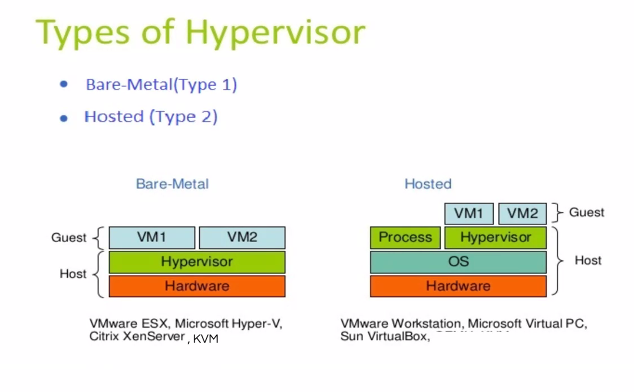 Types of Hypervisor
Bare-Metal(Type 1)
Hosted (Type 2)
Bare-Metal
Guest
VM1
VM2
Host
Hypervisor
Hardware
VMware ESX, Microsoft Hyper-V,
Citrix XenServer , KVM
Hosted
VM1
VM2
Guest
Process
Hypervisor
OS
Host
Hardware
VMware Workstation, Microsoft Virtual PC,
Sun VirtualBox,